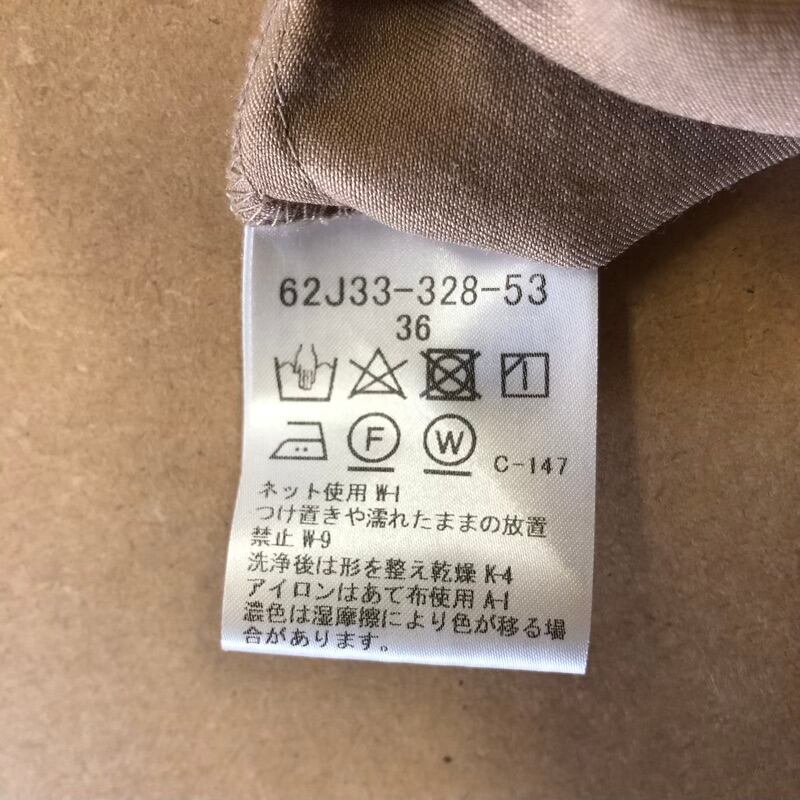 62J33-328-53
36
F W C-147
ネット使用 W-1
つけ置きや濡れたままの放置
禁止 W-9
洗浄後は形を整え乾燥 K-4
アイロンはあて布使用 A-1
濃色は湿摩擦により色が移る場
合があります。